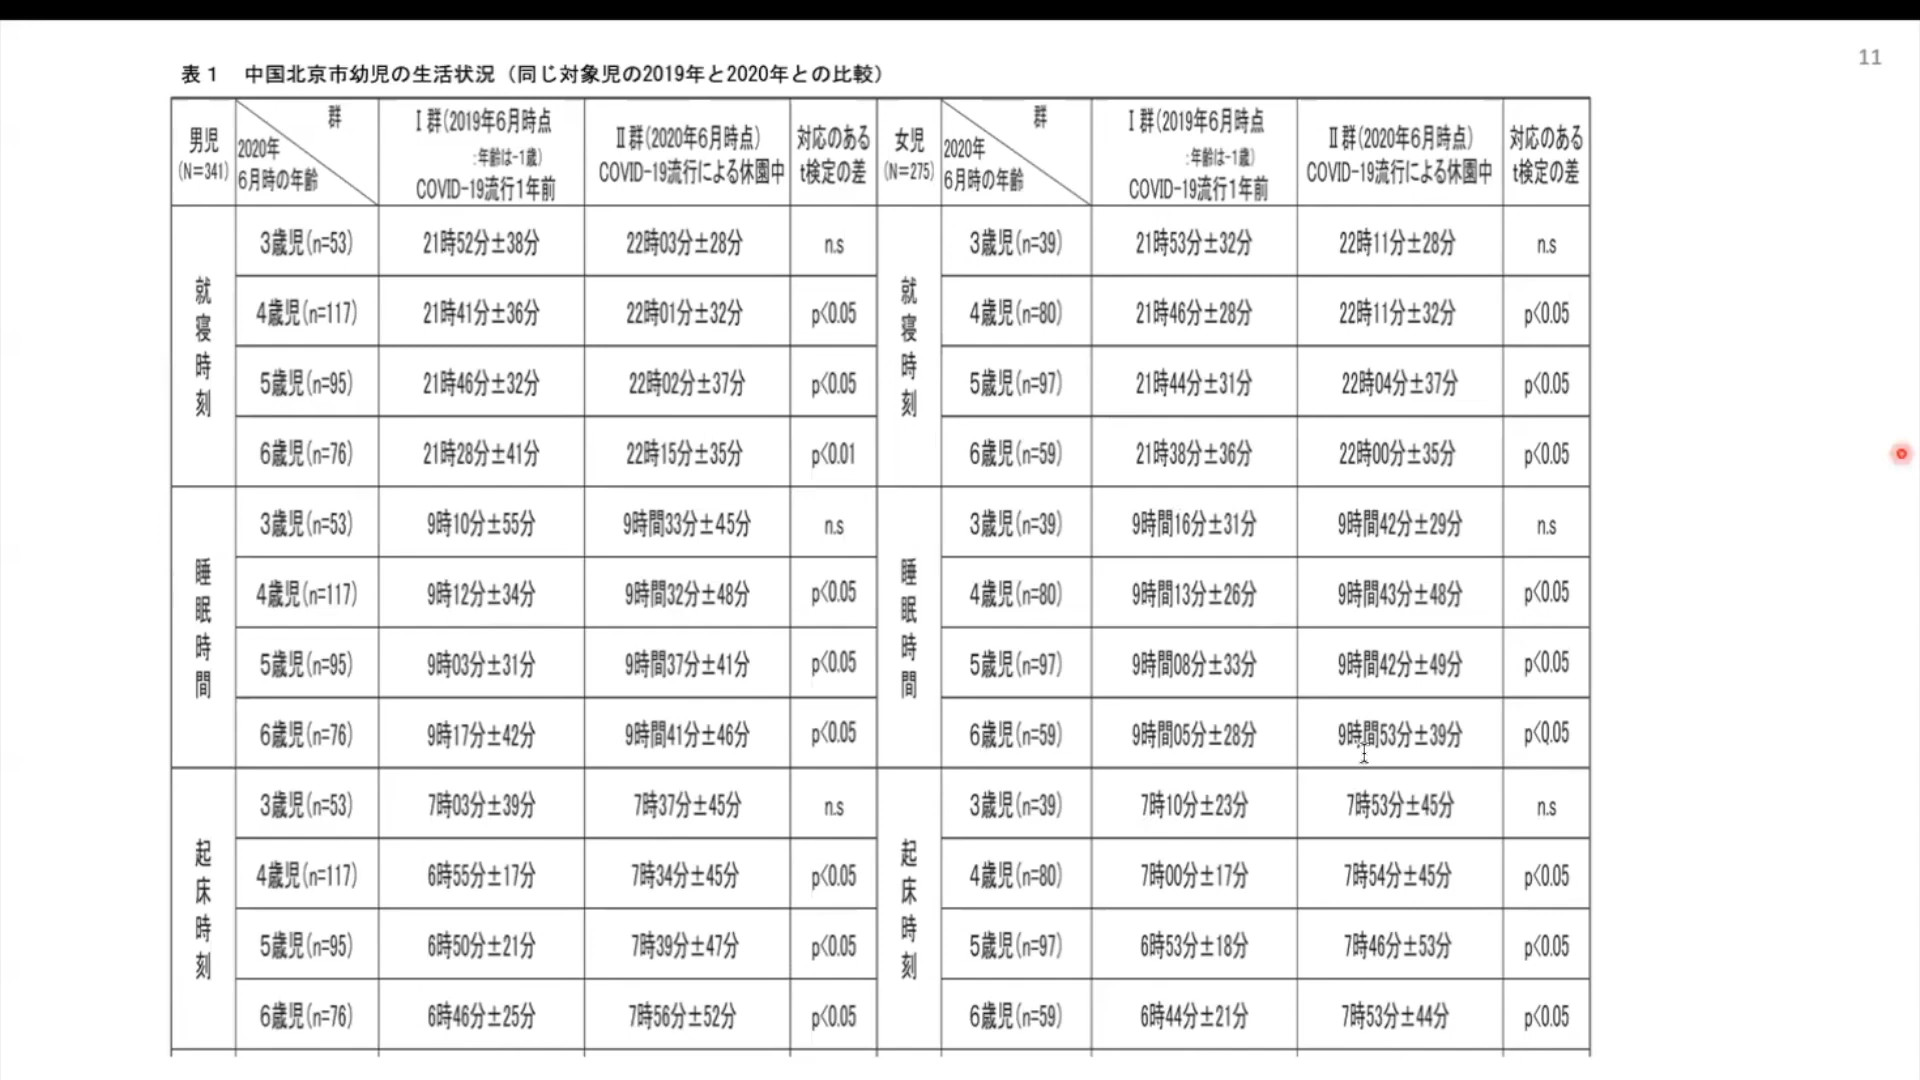 11
表1 中国北京市幼児の生活状況（同じ対象児の2019年と2020年との比較）
男児 (N=341) 群 2020年 6月時の年齢 Ⅰ群(2019年6月時点 :年齢は-1歳) COVID-19流行1年前 Ⅱ群(2020年6月時点) COVID-19流行による休園中 対応のある t検定の差 女児 (N=275) 群 2020年 6月時の年齢 Ⅰ群(2019年6月時点 :年齢は-1歳) COVID-19流行1年前 Ⅱ群(2020年6月時点) COVID-19流行による休園中 対応のある t検定の差
就寝時刻 3歳児(n=53) 21時52分±38分 22時03分±28分 n.s 就寝時刻 3歳児(n=39) 21時53分±32分 22時11分±28分 n.s
4歳児(n=117) 21時41分±36分 22時01分±32分 p<0.05 4歳児(n=80) 21時46分±28分 22時11分±32分 p<0.05
5歳児(n=95) 21時46分±32分 22時02分±37分 p<0.05 5歳児(n=97) 21時44分±31分 22時04分±37分 p<0.05
6歳児(n=76) 21時28分±41分 22時15分±35分 p<0.01 6歳児(n=59) 21時38分±36分 22時00分±35分 p<0.05
睡眠時間 3歳児(n=53) 9時10分±55分 9時間33分±45分 n.s 睡眠時間 3歳児(n=39) 9時間16分±31分 9時間42分±29分 n.s
4歳児(n=117) 9時12分±34分 9時間32分±48分 p<0.05 4歳児(n=80) 9時間13分±26分 9時間43分±48分 p<0.05
5歳児(n=95) 9時03分±31分 9時間37分±41分 p<0.05 5歳児(n=97) 9時間08分±33分 9時間42分±49分 p<0.05
6歳児(n=76) 9時17分±42分 9時間41分±46分 p<0.05 6歳児(n=59) 9時間05分±28分 9時間53分±39分 p<0.05
起床時刻 3歳児(n=53) 7時03分±39分 7時37分±45分 n.s 起床時刻 3歳児(n=39) 7時10分±23分 7時53分±45分 n.s
4歳児(n=117) 6時55分±17分 7時34分±45分 p<0.05 4歳児(n=80) 7時00分±17分 7時54分±45分 p<0.05
5歳児(n=95) 6時50分±21分 7時39分±47分 p<0.05 5歳児(n=97) 6時53分±18分 7時46分±53分 p<0.05
6歳児(n=76) 6時46分±25分 7時56分±52分 p<0.05 6歳児(n=59) 6時44分±21分 7時53分±44分 p<0.05